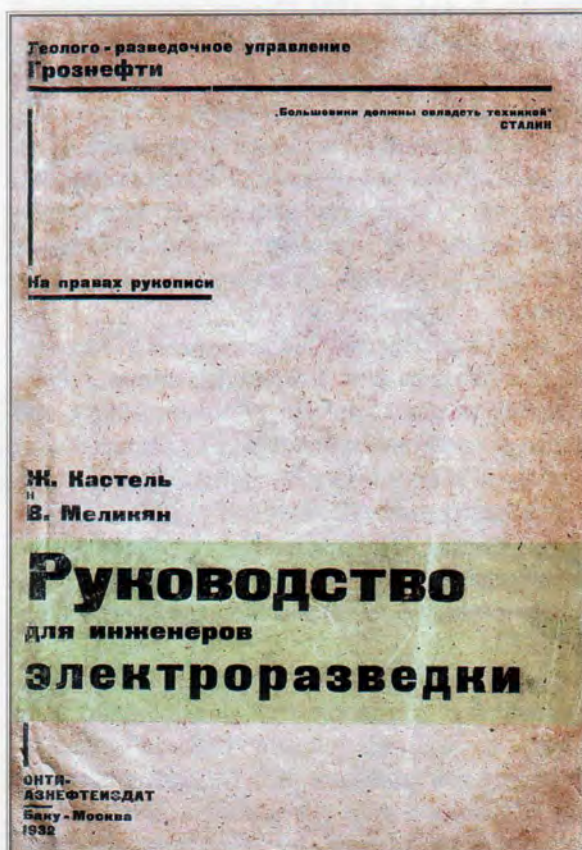 Геолого-разведочное управление
Грознефти
„Большевики должны овладеть техникой"
СТАЛИН
На правах рукописи
Ж. Кастель
и
В. Меликян
Руководство
для инженеров
электроразведки
ОНТИ-
АЗНЕФТЕИЗДАТ
Баку-Москва
1932